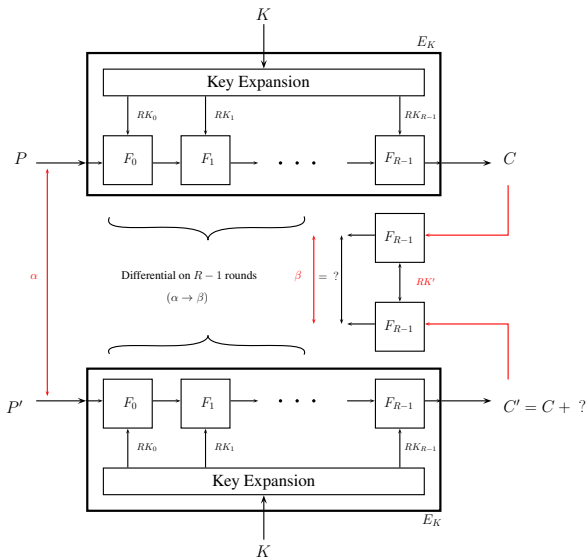 K
E_K
Key Expansion
RK_0 RK_1 RK_{R-1}
P F_0 F_1 · · · F_{R-1} C
F_{R-1}
Differential on R − 1 rounds β = ?
α RK'
(α → β)
F_{R-1}
P' F_0 F_1 · · · F_{R-1} C' = C + ?
RK_0 RK_1 RK_{R-1}
Key Expansion
E_K
K